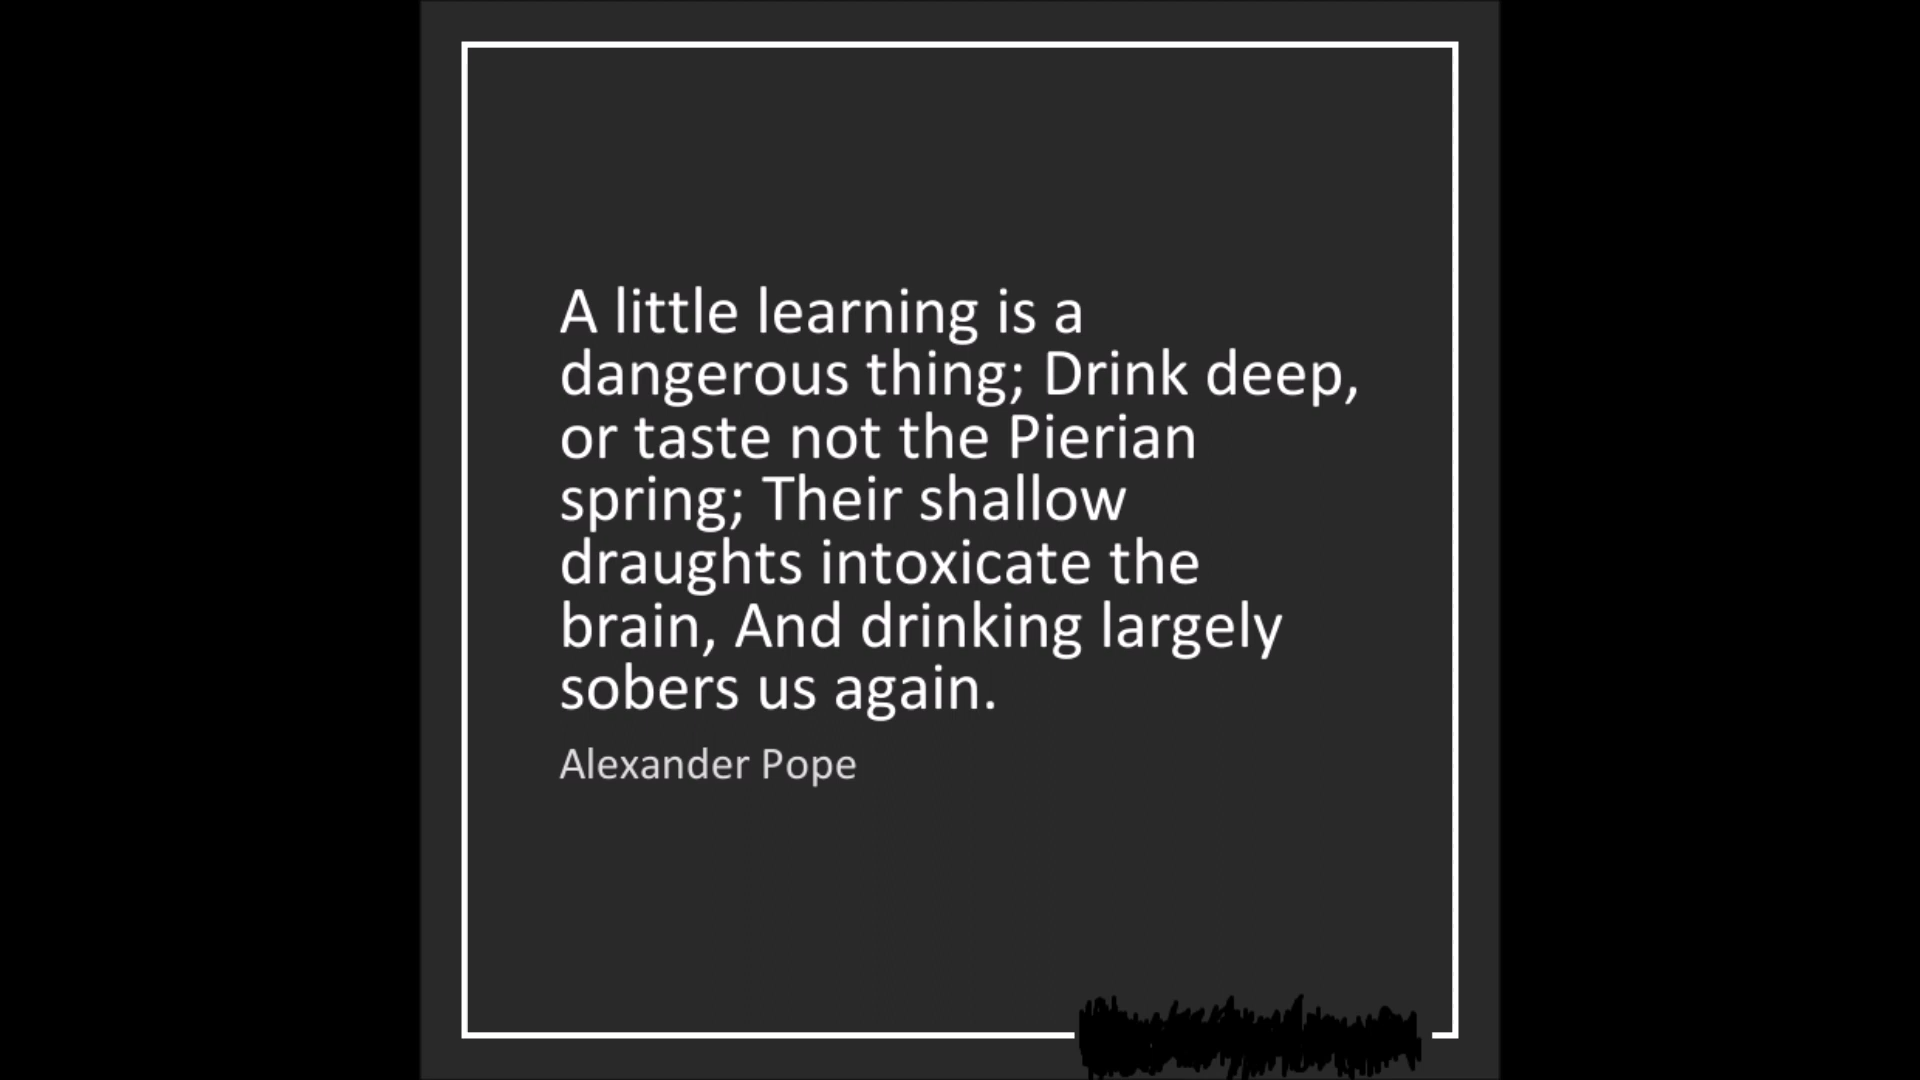 A little learning is a
dangerous thing; Drink deep,
or taste not the Pierian
spring; Their shallow
draughts intoxicate the
brain, And drinking largely
sobers us again.
Alexander Pope